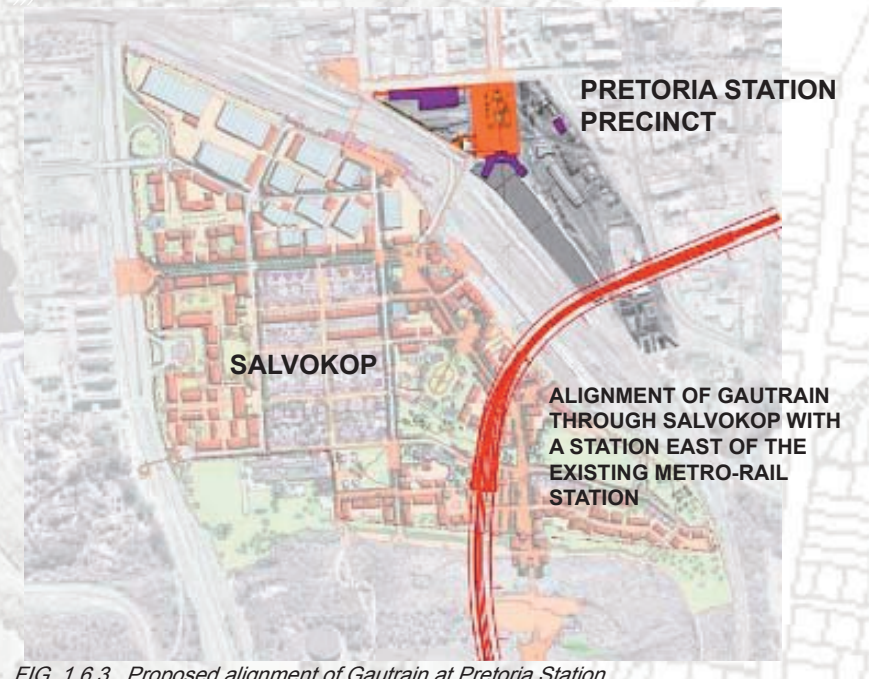 PRETORIA STATION
PRECINCT
SALVOKOP
ALIGNMENT OF GAUTRAIN
THROUGH SALVOKOP WITH
A STATION EAST OF THE
EXISTING METRO-RAIL
STATION
FIG. 1.6.3 Proposed alignment of Gautrain at Pretoria Station